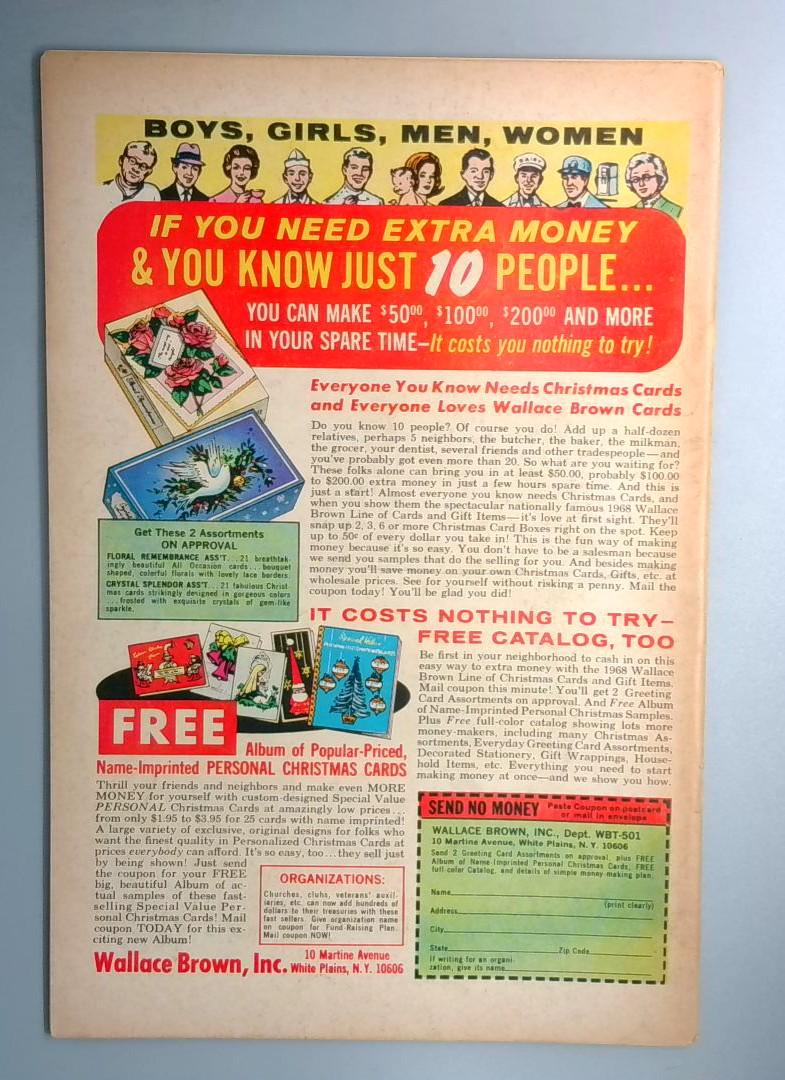 BOYS, GIRLS, MEN, WOMEN
DAIRY
IF YOU NEED EXTRA MONEY
& YOU KNOW JUST 10 PEOPLE...
YOU CAN MAKE $50⁰⁰, $100⁰⁰, $200⁰⁰ AND MORE
IN YOUR SPARE TIME—It costs you nothing to try!
Everyone You Know Needs Christmas Cards
and Everyone Loves Wallace Brown Cards
Do you know 10 people? Of course you do! Add up a half-dozen
relatives, perhaps 5 neighbors, the butcher, the baker, the milkman,
the grocer, your dentist, several friends and other tradespeople—and
you've probably got even more than 20. So what are you waiting for?
These folks alone can bring you in at least $50.00, probably $100.00
to $200.00 extra money in just a few hours spare time. And this is
just a start! Almost everyone you know needs Christmas Cards, and
when you show them the spectacular nationally famous 1968 Wallace
Brown Line of Cards and Gift Items—it's love at first sight. They'll
snap up 2, 3, 6 or more Christmas Card Boxes right on the spot. Keep
up to 50¢ of every dollar you take in! This is the fun way of making
money because it's so easy. You don't have to be a salesman because
we send you samples that do the selling for you. And besides making
money you'll save money on your own Christmas Cards, Gifts, etc. at
wholesale prices. See for yourself without risking a penny. Mail the
coupon today! You'll be glad you did!
Get These 2 Assortments
ON APPROVAL
FLORAL REMEMBRANCE ASS'T...21 breathtak-
ingly beautiful All Occasion cards...bouquet
shaped, colorful florals with lovely lace borders.
CRYSTAL SPLENDOR ASS'T...21 fabulous Christ-
mas cards strikingly designed in gorgeous colors
...frosted with exquisite crystals of gem-like
sparkle.
IT COSTS NOTHING TO TRY—
FREE CATALOG, TOO
Be first in your neighborhood to cash in on this
easy way to extra money with the 1968 Wallace
Brown Line of Christmas Cards and Gift Items.
Mail coupon this minute! You'll get 2 Greeting
Card Assortments on approval. And Free Album
of Name-Imprinted Personal Christmas Samples.
Plus Free full-color catalog showing lots more
money-makers, including many Christmas As-
sortments, Everyday Greeting Card Assortments,
Decorated Stationery, Gift Wrappings, House-
hold Items, etc. Everything you need to start
making money at once—and we show you how.
Special Value
FREE
Album of Popular-Priced,
Name-Imprinted PERSONAL CHRISTMAS CARDS
Thrill your friends and neighbors and make even MORE
MONEY for yourself with custom-designed Special Value
PERSONAL Christmas Cards at amazingly low prices...
from only $1.95 to $3.95 for 25 cards with name imprinted!
A large variety of exclusive, original designs for folks who
want the finest quality in Personalized Christmas Cards at
prices everybody can afford. It's so easy, too...they sell just
by being shown! Just send
the coupon for your FREE
big, beautiful Album of ac-
tual samples of these fast-
selling Special Value Per-
sonal Christmas Cards! Mail
coupon TODAY for this ex-
citing new Album!
ORGANIZATIONS:
Churches, clubs, veterans' auxil-
iaries, etc. can now add hundreds of
dollars to their treasuries with these
fast sellers. Give organization name
on coupon for Fund-Raising Plan.
Mail coupon NOW!
Wallace Brown, Inc.
10 Martine Avenue
White Plains, N.Y. 10606
SEND NO MONEY
Paste Coupon on postcard
or mail in envelope
WALLACE BROWN, INC., Dept. WBT-501
10 Martine Avenue, White Plains, N.Y. 10606
Send 2 Greeting Card Assortments on approval, plus FREE
Album of Name-Imprinted Personal Christmas Cards, FREE
full-color Catalog, and details of simple money-making plan.
Name
(print clearly)
Address
City
State Zip Code
If writing for an organi-
zation, give its name